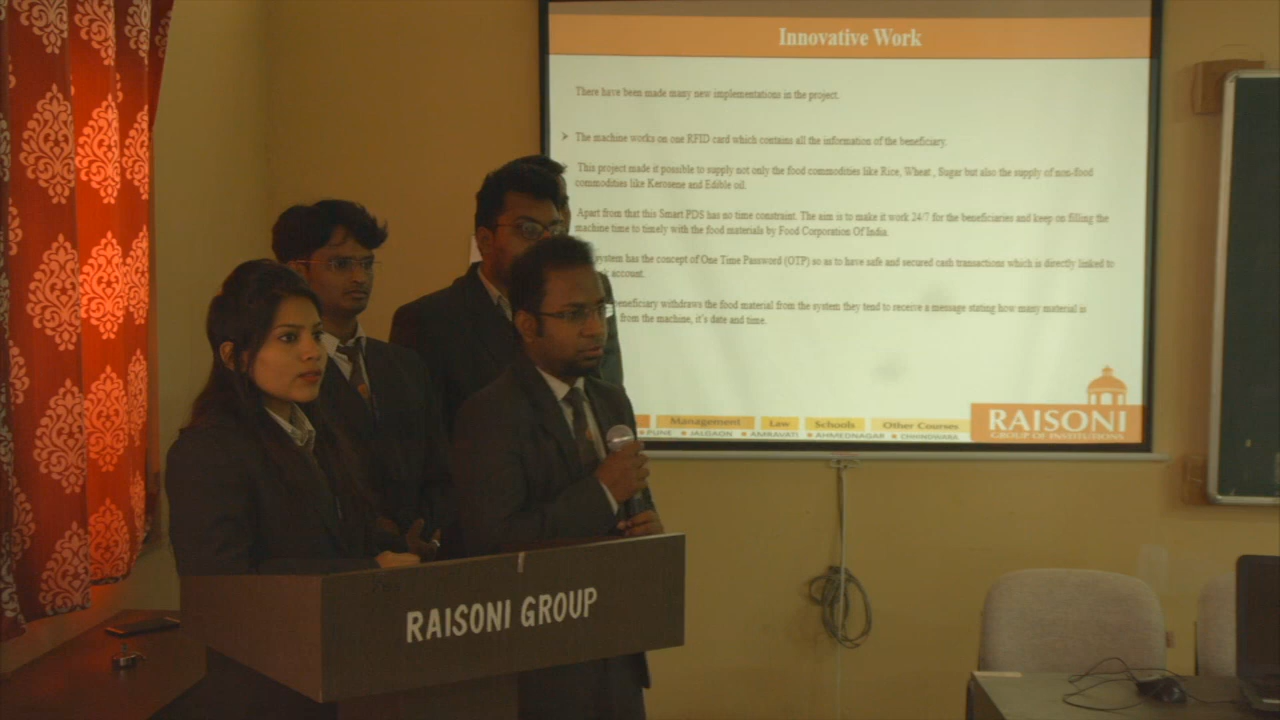 Innovative Work
There have been made many new implementations in the project.
➤ The machine works on one RFID card which contains all the information of the beneficiary.
This project made it possible to supply not only the food commodities like Rice, Wheat , Sugar but also the supply of non-food
commodities like Kerosene and Edible oil.
Apart from that this Smart PDS has no time constraint. The aim is to make it work 24/7 for the beneficiaries and keep on filling the
machine time to timely with the food materials by Food Corporation Of India.
system has the concept of One Time Password (OTP) so as to have safe and secured cash transactions which is directly linked to
account.
beneficiary withdraws the food material from the system they tend to receive a message stating how many material is
from the machine, it's date and time.
RAISONI
GROUP OF INSTITUTIONS
Management Law Schools Other Courses
PUNE • JALGAON • AMRAVATI • AHMEDNAGAR • CHHINDWARA
RAISONI GROUP